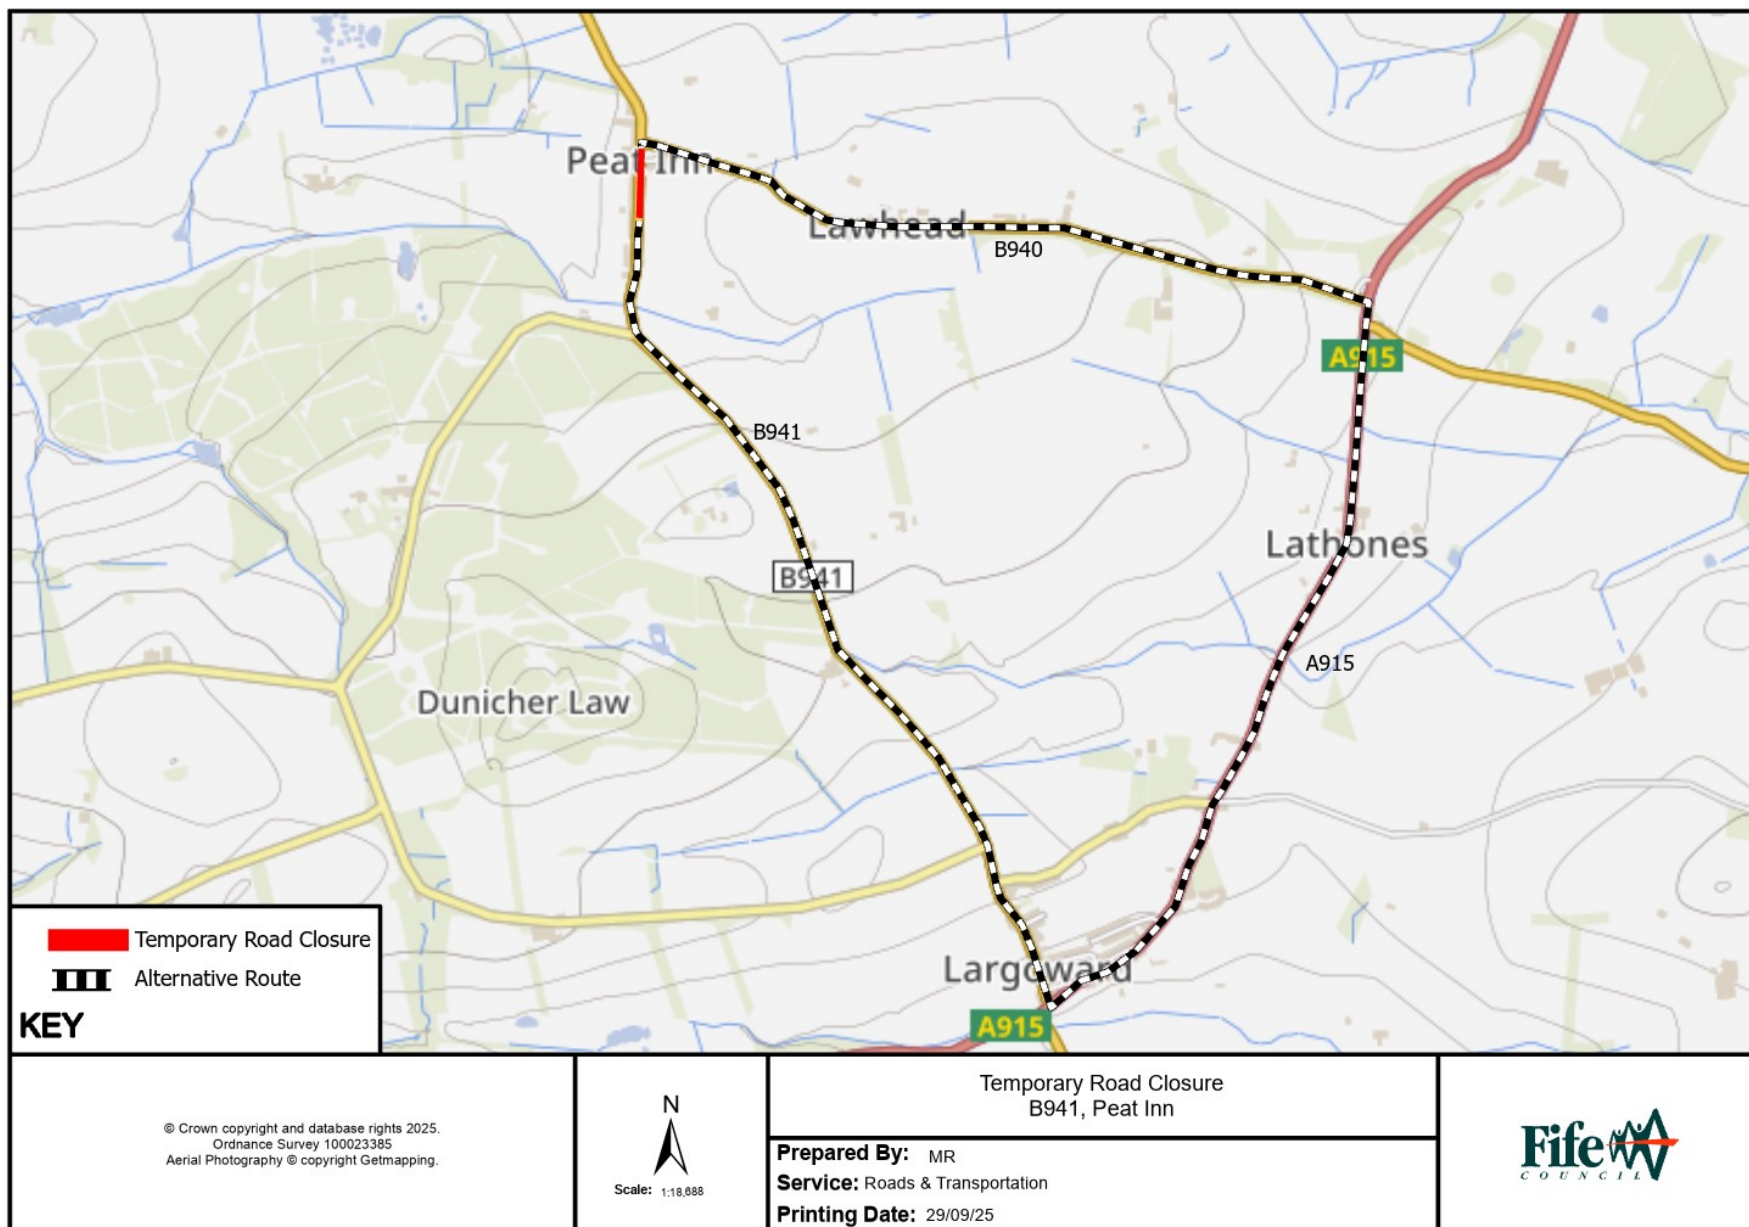 Peat Inn
Lawhead
B940
A915
B941
B941
Lathones
A915
Dunicher Law
Largoward
A915
Temporary Road Closure
Alternative Route
KEY
© Crown copyright and database rights 2025.
Ordnance Survey 100023385
Aerial Photography © copyright Getmapping.
N
Scale: 1:18,688
Temporary Road Closure
B941, Peat Inn
Prepared By: MR
Service: Roads & Transportation
Printing Date: 29/09/25
Fife
COUNCIL